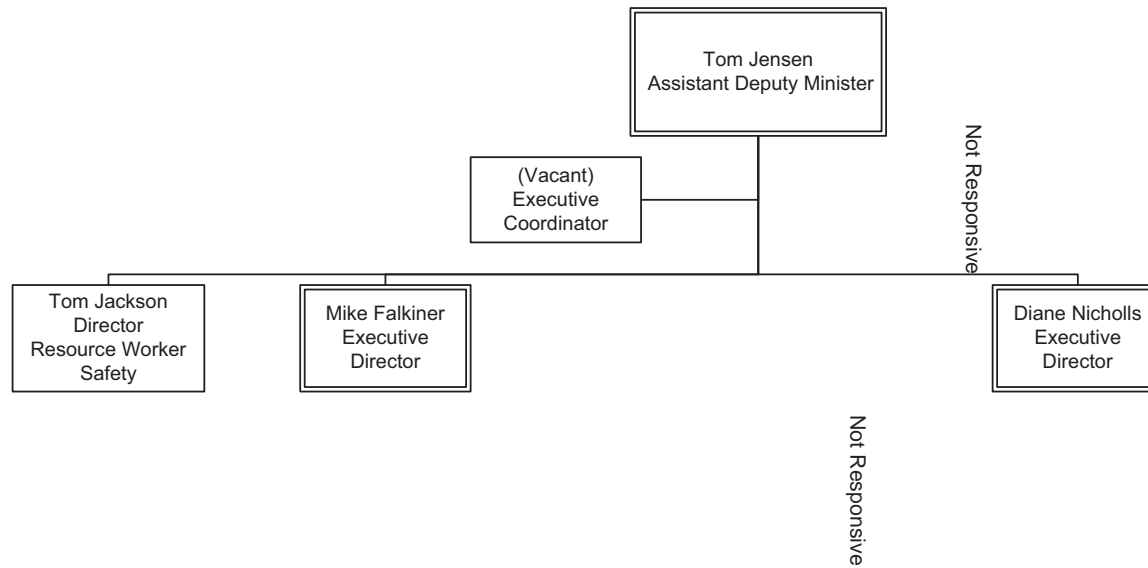 Tom Jensen
Assistant Deputy Minister
Not Responsive
(Vacant)
Executive
Coordinator
Tom Jackson
Director
Resource Worker
Safety
Mike Falkiner
Executive
Director
Diane Nicholls
Executive
Director
Not Responsive